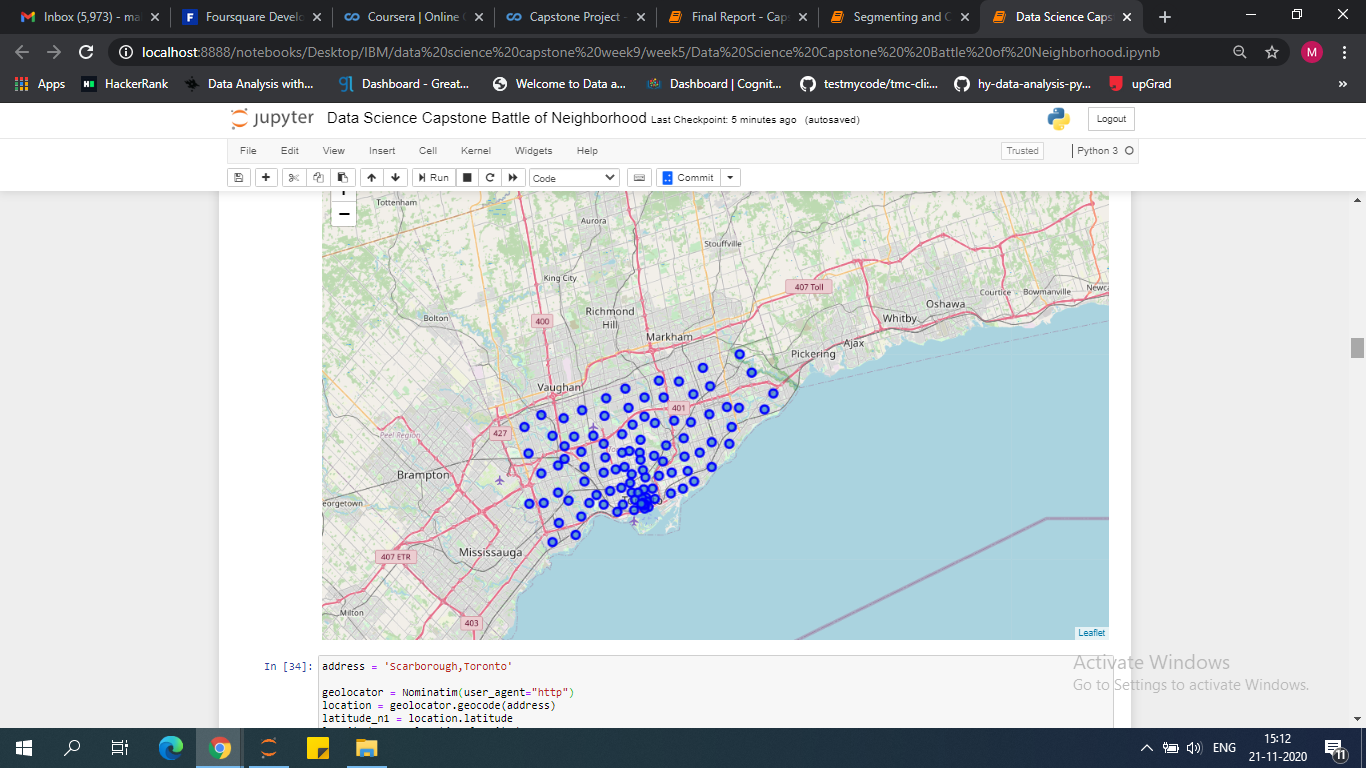 Inbox (5,973) - ma
Foursquare Develo
Coursera | Online
Capstone Project -
Final Report - Cap
Segmenting and C
Data Science Caps
localhost:8888/notebooks/Desktop/IBM/data%20science%20capstone%20week9/week5/Data%20Science%20Capstone%20%20Battle%20of%20Neighborhood.ipynb
M
Apps
HackerRank
Data Analysis with...
Dashboard - Great...
Welcome to Data a...
Dashboard | Cognit...
testmycode/tmc-cli:...
hy-data-analysis-py...
upGrad
»
jupyter Data Science Capstone Battle of Neighborhood Last Checkpoint: 5 minutes ago (autosaved)
Logout
File Edit View Insert Cell Kernel Widgets Help
Trusted
Python 3
Run
Code
Commit
Tottenham
Aurora
Stouffville
King City
407 Toll
Courtice
Bowmanville
Newca
Oshawa
Richmond
Hill
Bolton
400
Whitby
Markham
Ajax
Pickering
Vaughan
401
427
Peel Region
Brampton
eorgetown
Mississauga
407 ETR
Milton
403
Leaflet
In [34]: address = 'Scarborough,Toronto'
geolocator = Nominatim(user_agent="http")
location = geolocator.geocode(address)
latitude_n1 = location.latitude
Activate Windows
Go to Settings to activate Windows.
ENG
15:12
21-11-2020
11